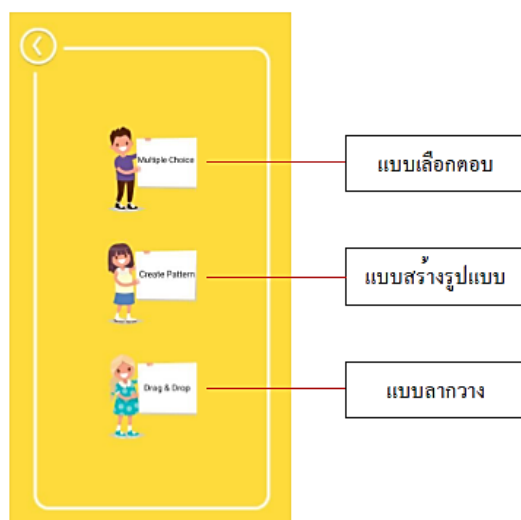 Multiple Choice
แบบเลือกตอบ
Create Pattern
แบบสร้างรูปแบบ
Drag & Drop
แบบลากวาง